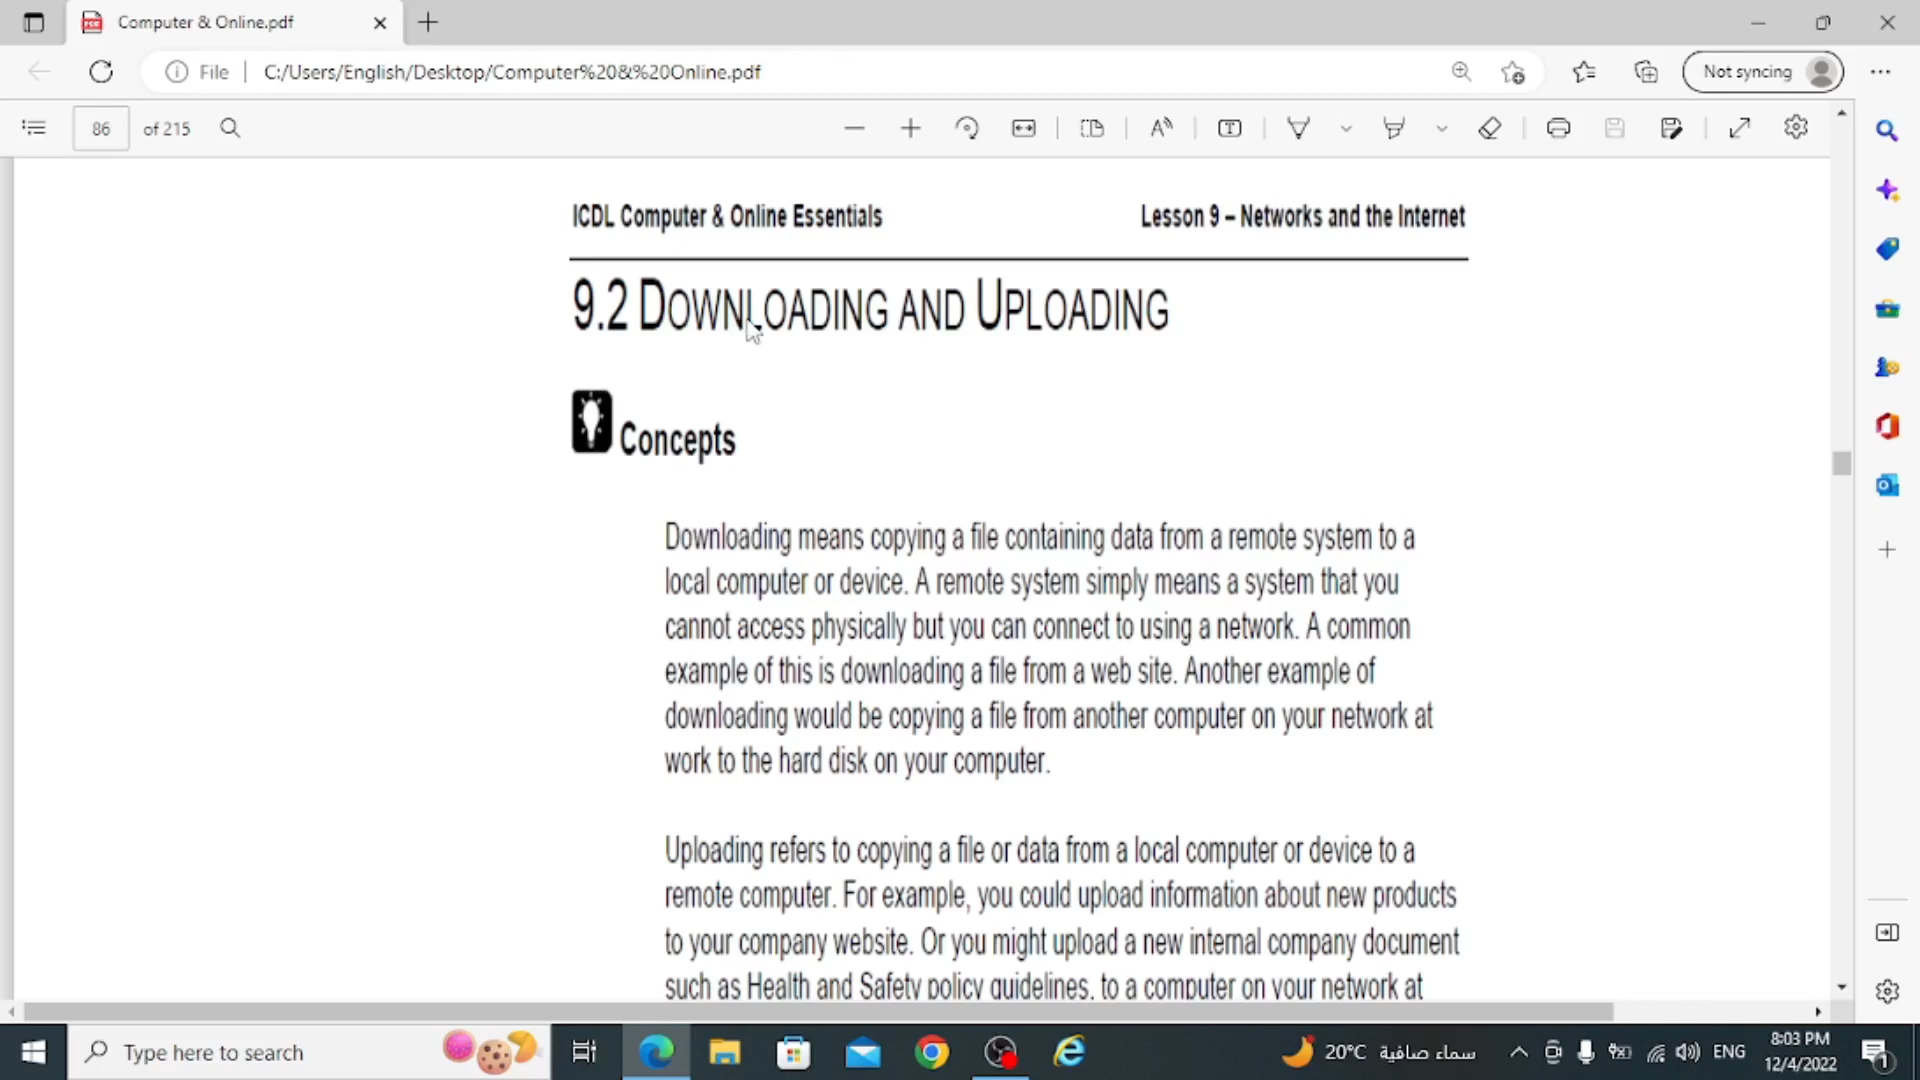 Computer & Online.pdf
File
C:/Users/English/Desktop/Computer%20&%20Online.pdf
Not syncing
86 of 215
ICDL Computer & Online Essentials
Lesson 9 – Networks and the Internet
9.2 DOWNLOADING AND UPLOADING
Concepts
Downloading means copying a file containing data from a remote system to a
local computer or device. A remote system simply means a system that you
cannot access physically but you can connect to using a network. A common
example of this is downloading a file from a web site. Another example of
downloading would be copying a file from another computer on your network at
work to the hard disk on your computer.
Uploading refers to copying a file or data from a local computer or device to a
remote computer. For example, you could upload information about new products
to your company website. Or you might upload a new internal company document
such as Health and Safety policy guidelines, to a computer on your network at
Type here to search
20°C سماء صافية
ENG
8:03 PM
12/4/2022
1